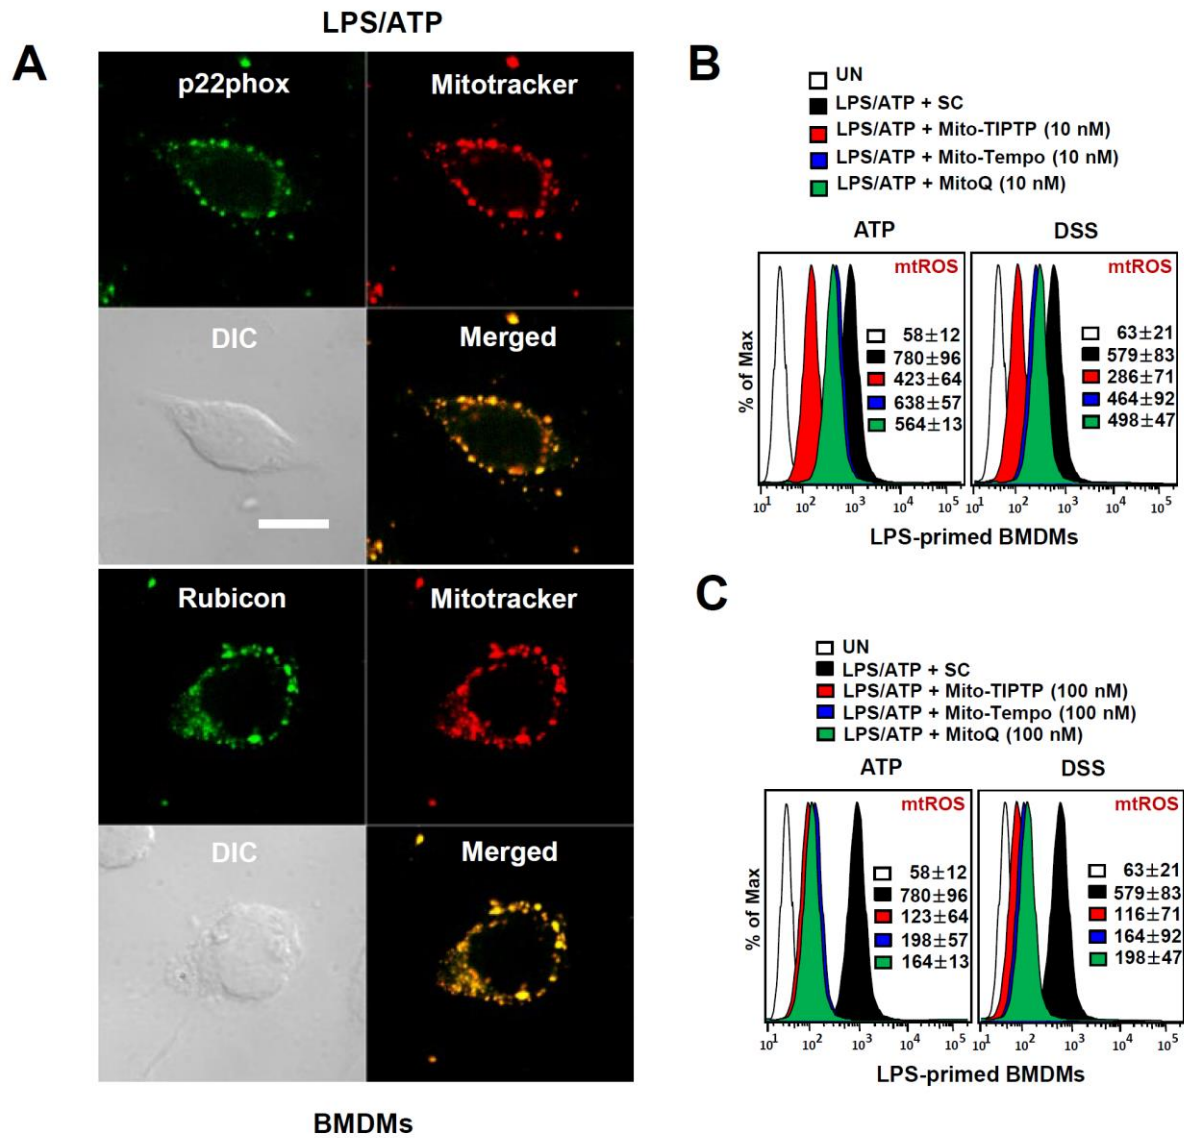 LPS/ATP
A
p22phox
Mitotracker
DIC
Merged
Rubicon
Mitotracker
DIC
Merged
BMDMs
B
UN
LPS/ATP + SC
LPS/ATP + Mito-TIPTP (10 nM)
LPS/ATP + Mito-Tempo (10 nM)
LPS/ATP + MitoQ (10 nM)
ATP
DSS
% of Max
mtROS
58±12
780±96
423±64
638±57
564±13
10¹ 10² 10³ 10⁴ 10⁵
mtROS
63±21
579±83
286±71
464±92
498±47
10¹ 10² 10³ 10⁴ 10⁵
LPS-primed BMDMs
C
UN
LPS/ATP + SC
LPS/ATP + Mito-TIPTP (100 nM)
LPS/ATP + Mito-Tempo (100 nM)
LPS/ATP + MitoQ (100 nM)
ATP
DSS
% of Max
mtROS
58±12
780±96
123±64
198±57
164±13
10¹ 10² 10³ 10⁴ 10⁵
mtROS
63±21
579±83
116±71
164±92
198±47
10¹ 10² 10³ 10⁴ 10⁵
LPS-primed BMDMs